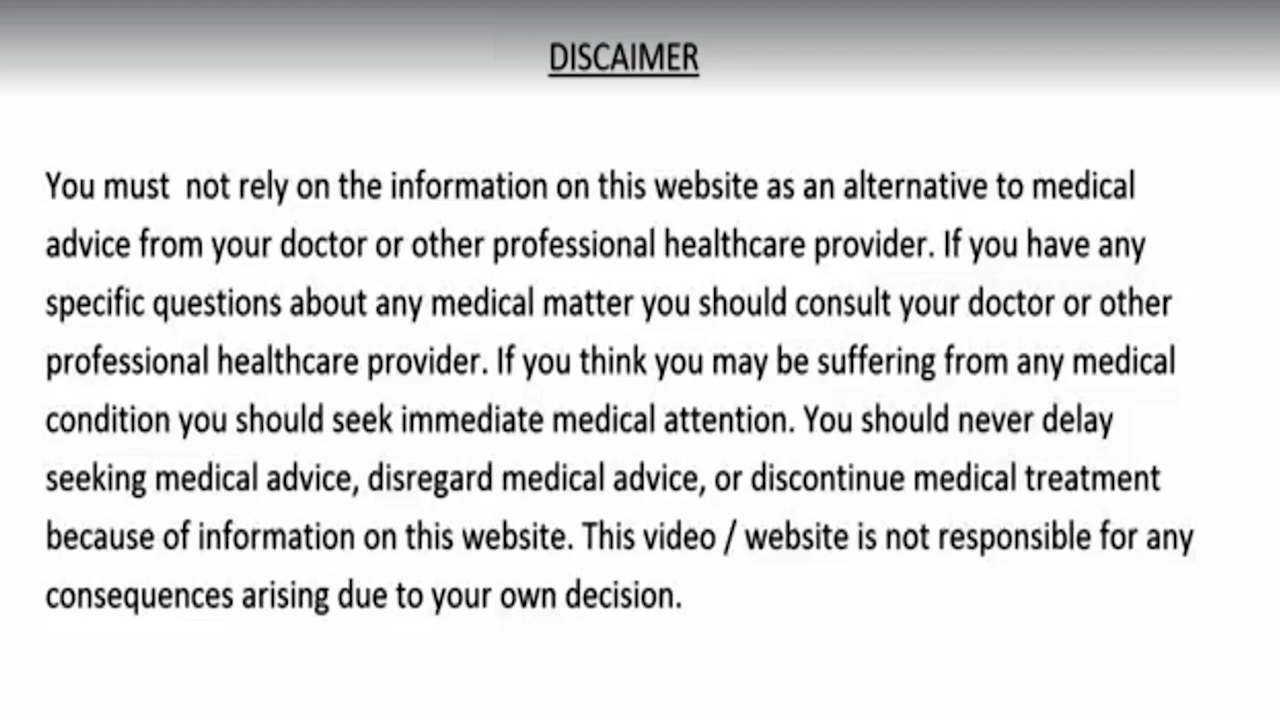 DISCAIMER
You must  not rely on the information on this website as an alternative to medical
advice from your doctor or other professional healthcare provider. If you have any
specific questions about any medical matter you should consult your doctor or other
professional healthcare provider. If you think you may be suffering from any medical
condition you should seek immediate medical attention. You should never delay
seeking medical advice, disregard medical advice, or discontinue medical treatment
because of information on this website. This video / website is not responsible for any
consequences arising due to your own decision.